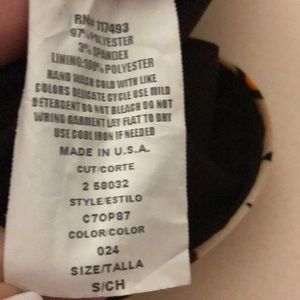 RN# 117493
97% POLYESTER
3% SPANDEX
LINING:100% POLYESTER
HAND WASH COLD WITH LIKE
COLORS DELICATE CYCLE USE MILD
DETERGENT DO NOT BLEACH DO NOT
WRING GARMENT LAY FLAT TO DRY
USE COOL IRON IF NEEDED
MADE IN U.S.A.
CUT/CORTE
2 58032
STYLE/ESTILO
C7OP87
COLOR/COLOR
024
SIZE/TALLA
S/CH